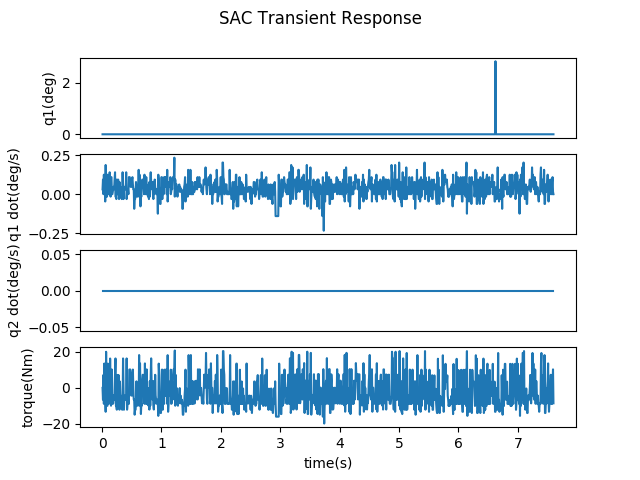 SAC Transient Response
q1(deg)
2
0
q1 dot(deg/s)
0.25
0.00
−0.25
q2 dot(deg/s)
0.05
0.00
−0.05
torque(Nm)
20
0
−20
0 1 2 3 4 5 6 7
time(s)